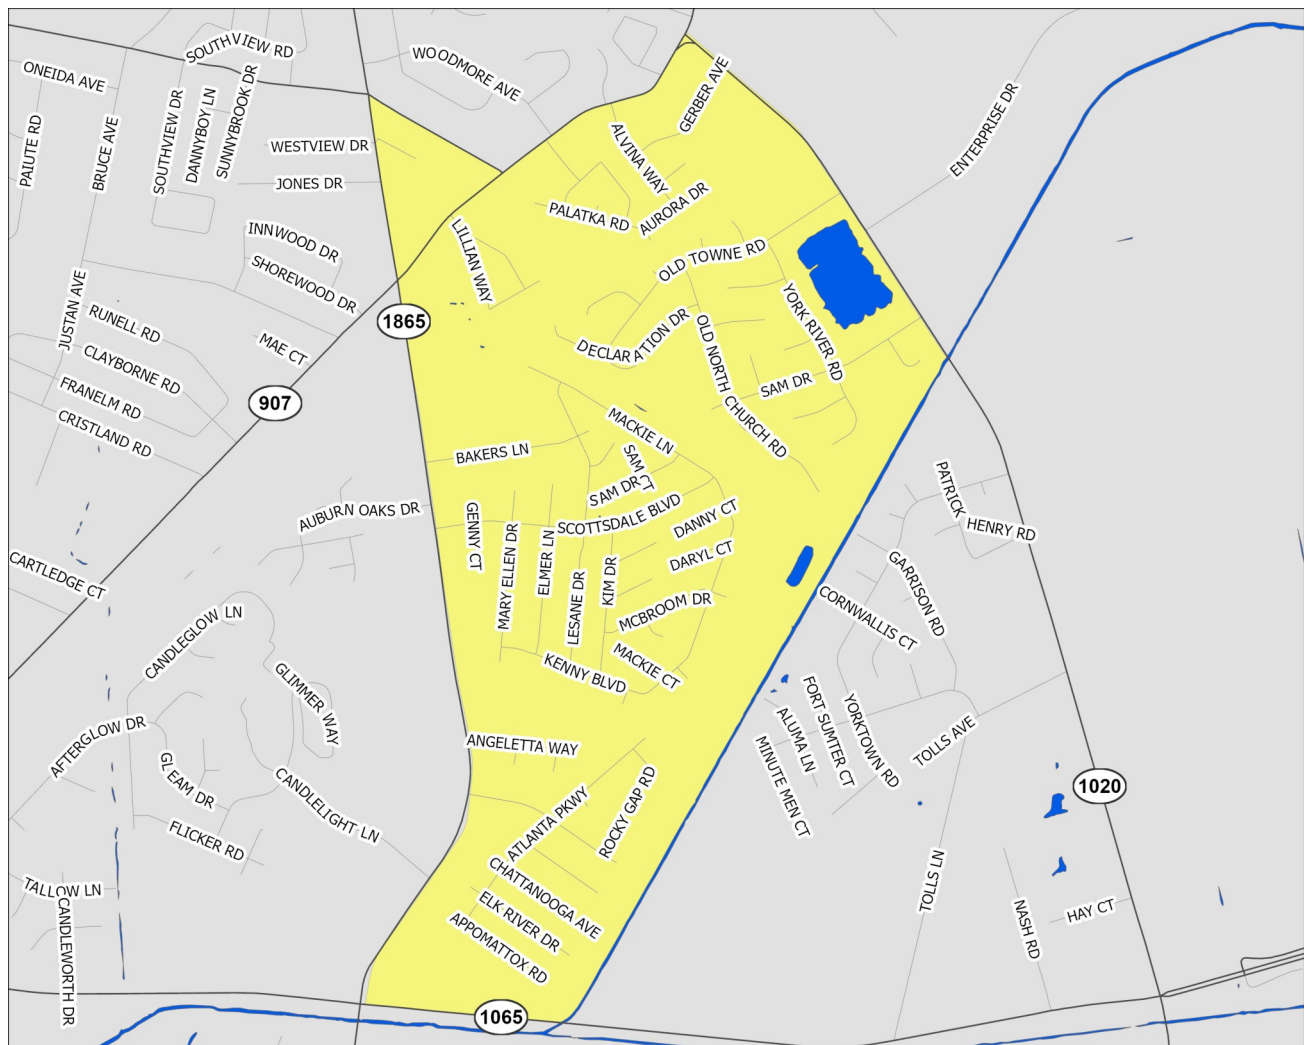 SOUTHVIEW RD
WOODMORE AVE
ONEIDA AVE
GERBER AVE
ENTERPRISE DR
PAIUTE RD
BRUCE AVE
SOUTHVIEW DR
DANNYBOY LN
SUNNYBROOK DR
WESTVIEW DR
ALVINA WAY
JONES DR
AURORA DR
PALATKA RD
INNWOOD DR
LILLIAN WAY
OLD TOWNE RD
SHOREWOOD DR
JUSTAN AVE
RUNELL RD
1865
YORK RIVER RD
DECLARATION DR
OLD NORTH CHURCH RD
MAE CT
CLAYBORNE RD
FRANELM RD
907
SAM DR
CRISTLAND RD
MACKIE LN
BAKERS LN
SAM CT
SAM DR
PATRICK HENRY RD
AUBURN OAKS DR
GENNY CT
SCOTTSDALE BLVD
DANNY CT
MARY ELLEN DR
ELMER LN
DARYL CT
CARTLEDGE CT
LESANE DR
KIM DR
GARRISON RD
CORNWALLIS CT
MCBROOM DR
CANDLEGLOW LN
MACKIE CT
KENNY BLVD
GLIMMER WAY
FORT SUMTER CT
YORKTOWN RD
ALUMA LN
MINUTE MEN CT
TOLLS AVE
AFTERGLOW DR
ANGELETTA WAY
GLEAM DR
CANDLELIGHT LN
ROCKY GAP RD
1020
ATLANTA PKWY
FLICKER RD
TOLLS LN
CHATTANOOGA AVE
TALLOW LN
ELK RIVER DR
NASH RD
HAY CT
CANDLEWORTH DR
APPOMATTOX RD
1065